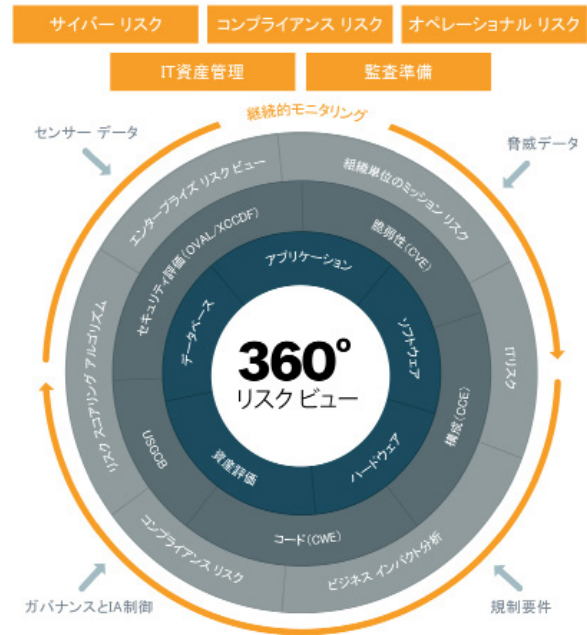 サイバー リスク
コンプライアンス リスク
オペレーショナル リスク
IT資産管理
監査準備
継続的モニタリング
センサー データ
脅威データ
エンタープライズ リスク ビュー
組織単位のミッション リスク
セキュリティ評価(OVAL/XCCDF)
脆弱性(CVE)
アプリケーション
データベース
ソフトウェア
リスク スコアリング アルゴリズム
ITリスク
360°
リスク ビュー
構成(CCE)
USGCB
資産評価
ハードウェア
コード(CWE)
コンプライアンス リスク
ビジネス インパクト分析
ガバナンスとIA制御
規制要件